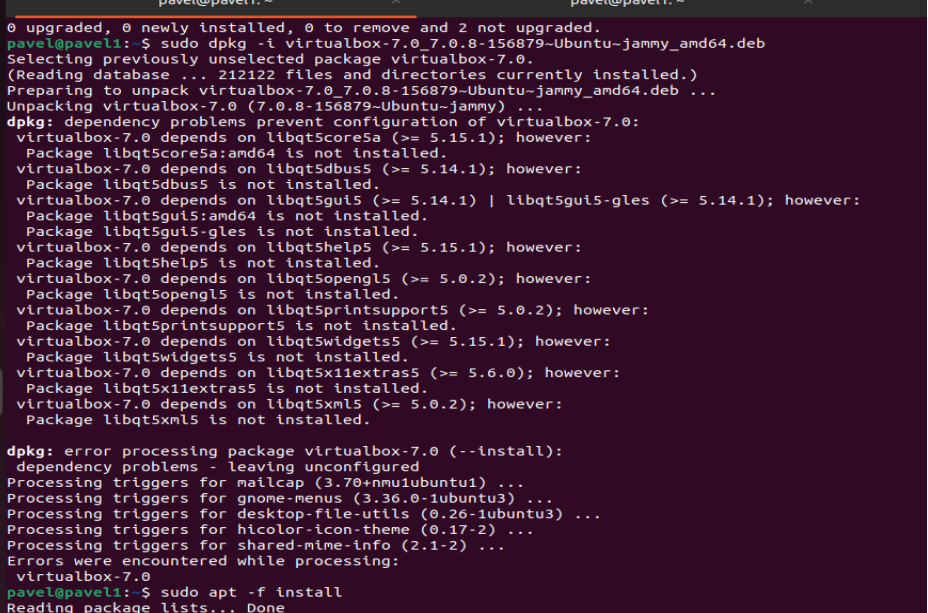 pavel@pavel1: ~ pavel@pavel1: ~
0 upgraded, 0 newly installed, 0 to remove and 2 not upgraded.
pavel@pavel1:~$ sudo dpkg -i virtualbox-7.0_7.0.8-156879~Ubuntu~jammy_amd64.deb
Selecting previously unselected package virtualbox-7.0.
(Reading database ... 212122 files and directories currently installed.)
Preparing to unpack virtualbox-7.0_7.0.8-156879~Ubuntu~jammy_amd64.deb ...
Unpacking virtualbox-7.0 (7.0.8-156879~Ubuntu~jammy) ...
dpkg: dependency problems prevent configuration of virtualbox-7.0:
 virtualbox-7.0 depends on libqt5core5a (>= 5.15.1); however:
  Package libqt5core5a:amd64 is not installed.
 virtualbox-7.0 depends on libqt5dbus5 (>= 5.14.1); however:
  Package libqt5dbus5 is not installed.
 virtualbox-7.0 depends on libqt5gui5 (>= 5.14.1) | libqt5gui5-gles (>= 5.14.1); however:
  Package libqt5gui5:amd64 is not installed.
  Package libqt5gui5-gles is not installed.
 virtualbox-7.0 depends on libqt5help5 (>= 5.15.1); however:
  Package libqt5help5 is not installed.
 virtualbox-7.0 depends on libqt5opengl5 (>= 5.0.2); however:
  Package libqt5opengl5 is not installed.
 virtualbox-7.0 depends on libqt5printsupport5 (>= 5.0.2); however:
  Package libqt5printsupport5 is not installed.
 virtualbox-7.0 depends on libqt5widgets5 (>= 5.15.1); however:
  Package libqt5widgets5 is not installed.
 virtualbox-7.0 depends on libqt5x11extras5 (>= 5.6.0); however:
  Package libqt5x11extras5 is not installed.
 virtualbox-7.0 depends on libqt5xml5 (>= 5.0.2); however:
  Package libqt5xml5 is not installed.

dpkg: error processing package virtualbox-7.0 (--install):
 dependency problems - leaving unconfigured
Processing triggers for mailcap (3.70+nmu1ubuntu1) ...
Processing triggers for gnome-menus (3.36.0-1ubuntu3) ...
Processing triggers for desktop-file-utils (0.26-1ubuntu3) ...
Processing triggers for hicolor-icon-theme (0.17-2) ...
Processing triggers for shared-mime-info (2.1-2) ...
Errors were encountered while processing:
 virtualbox-7.0
pavel@pavel1:~$ sudo apt -f install
Reading package lists... Done